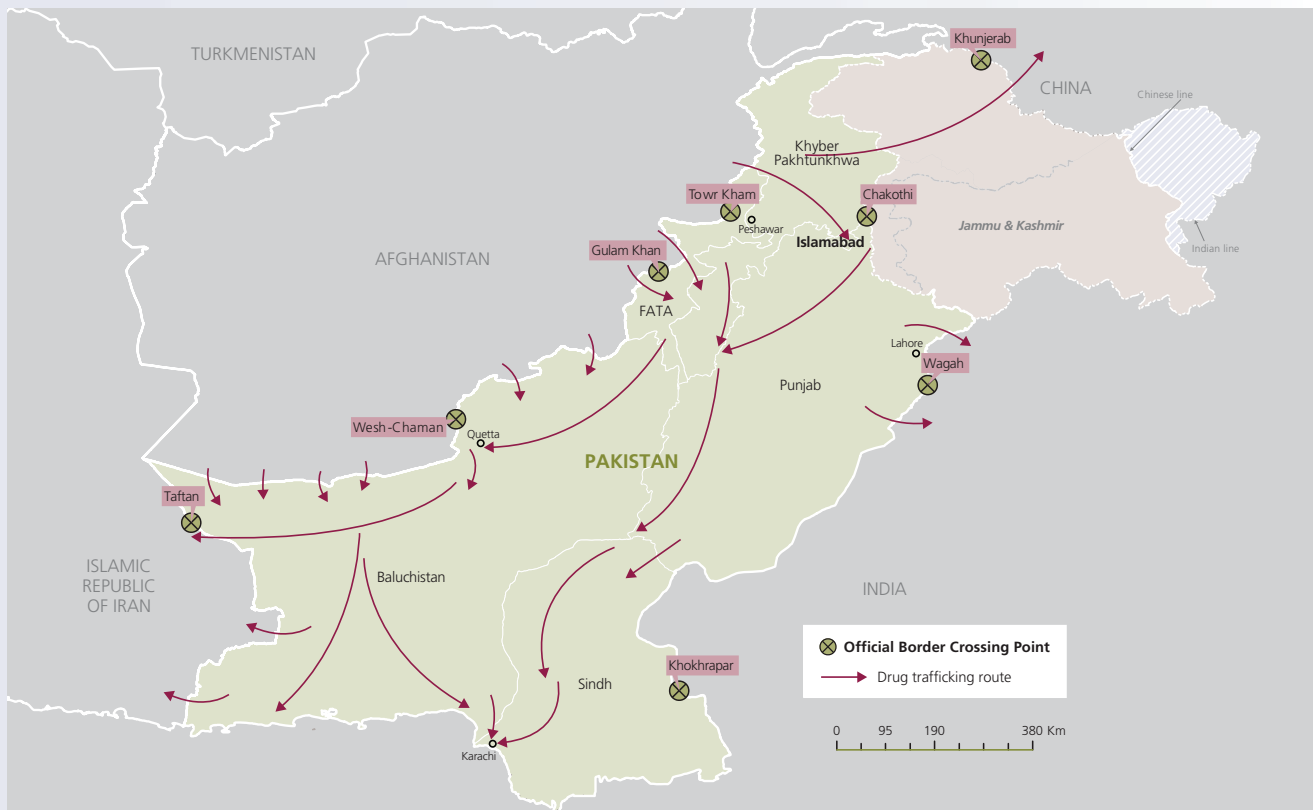 Khunjerab
TURKMENISTAN
CHINA
Chinese line
Khyber
Pakhtunkhwa
Towr Kham
Chakothi
Peshawar
Jammu & Kashmir
Islamabad
Indian line
Gulam Khan
AFGHANISTAN
FATA
Lahore
Wagah
Punjab
Wesh-Chaman
Quetta
PAKISTAN
Taftan
ISLAMIC
REPUBLIC
OF IRAN
Baluchistan
INDIA
Official Border Crossing Point
Khokhrapar
Drug trafficking route
Sindh
0 95 190 380 Km
Karachi